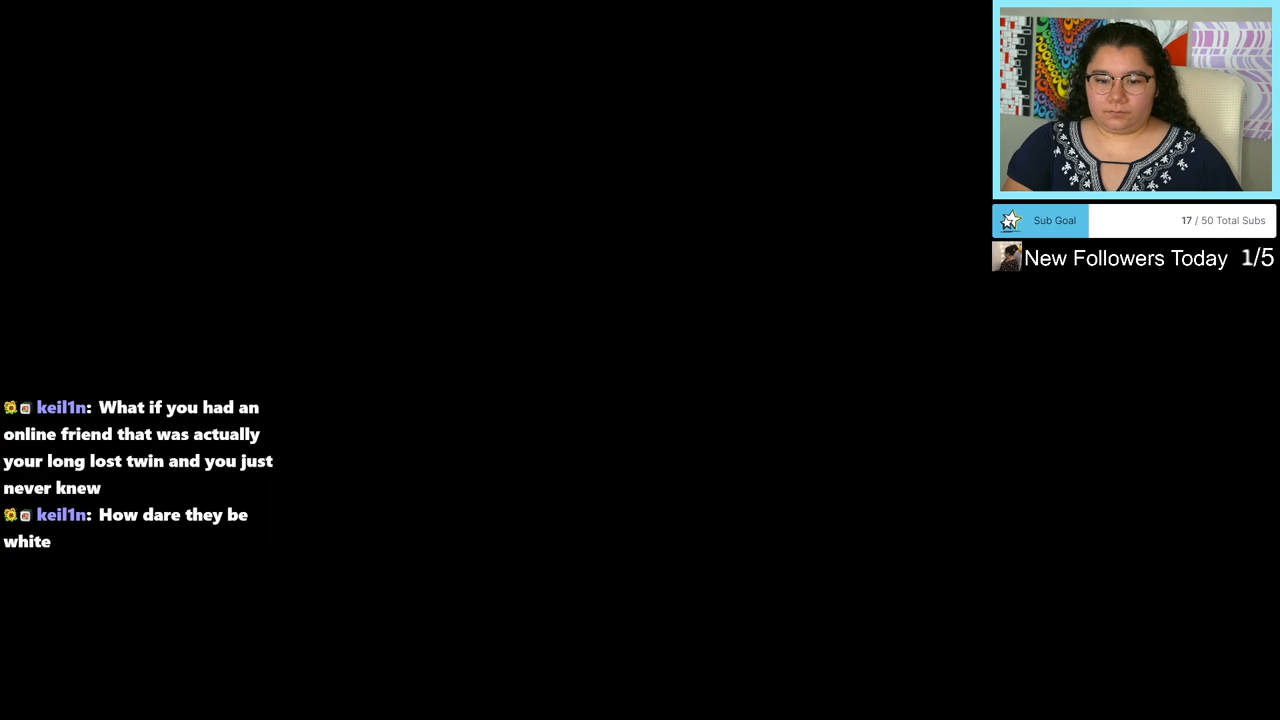 Sub Goal 17 / 50 Total Subs
New Followers Today 1/5
keil1n: What if you had an
online friend that was actually
your long lost twin and you just
never knew
keil1n: How dare they be
white